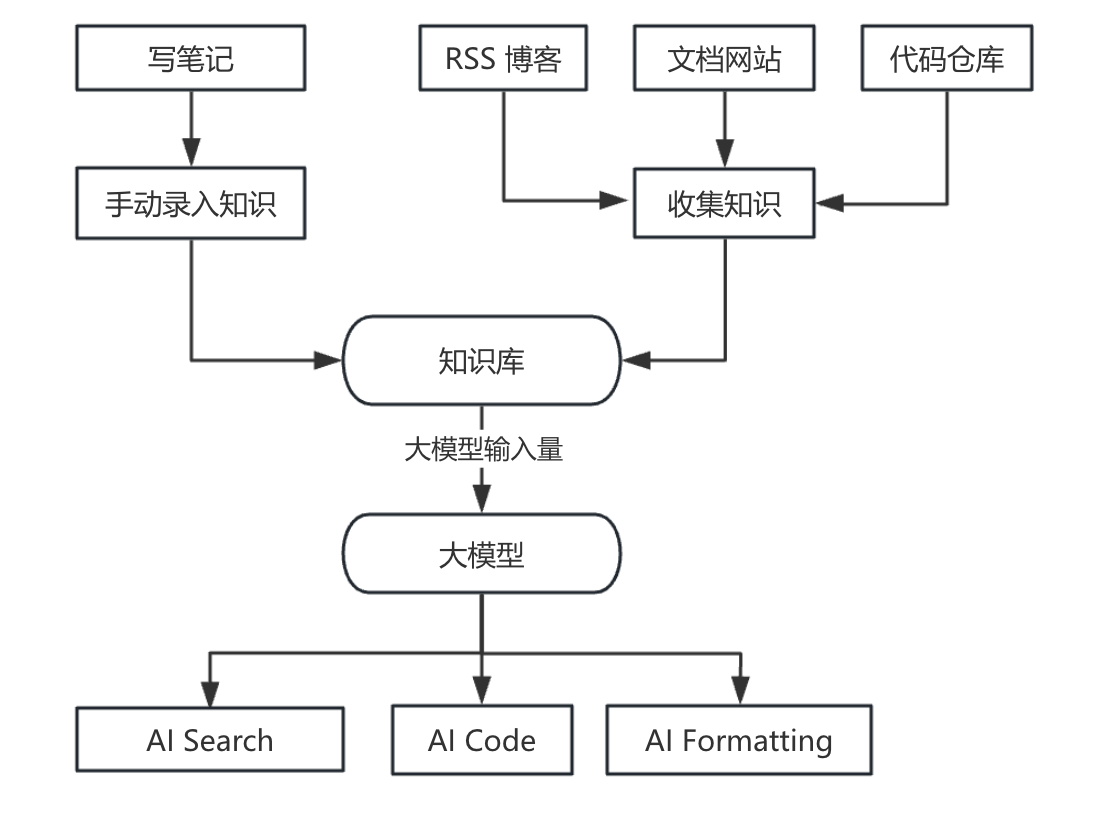 写笔记
RSS 博客
文档网站
代码仓库
手动录入知识
收集知识
知识库
大模型输入量
大模型
AI Search
AI Code
AI Formatting